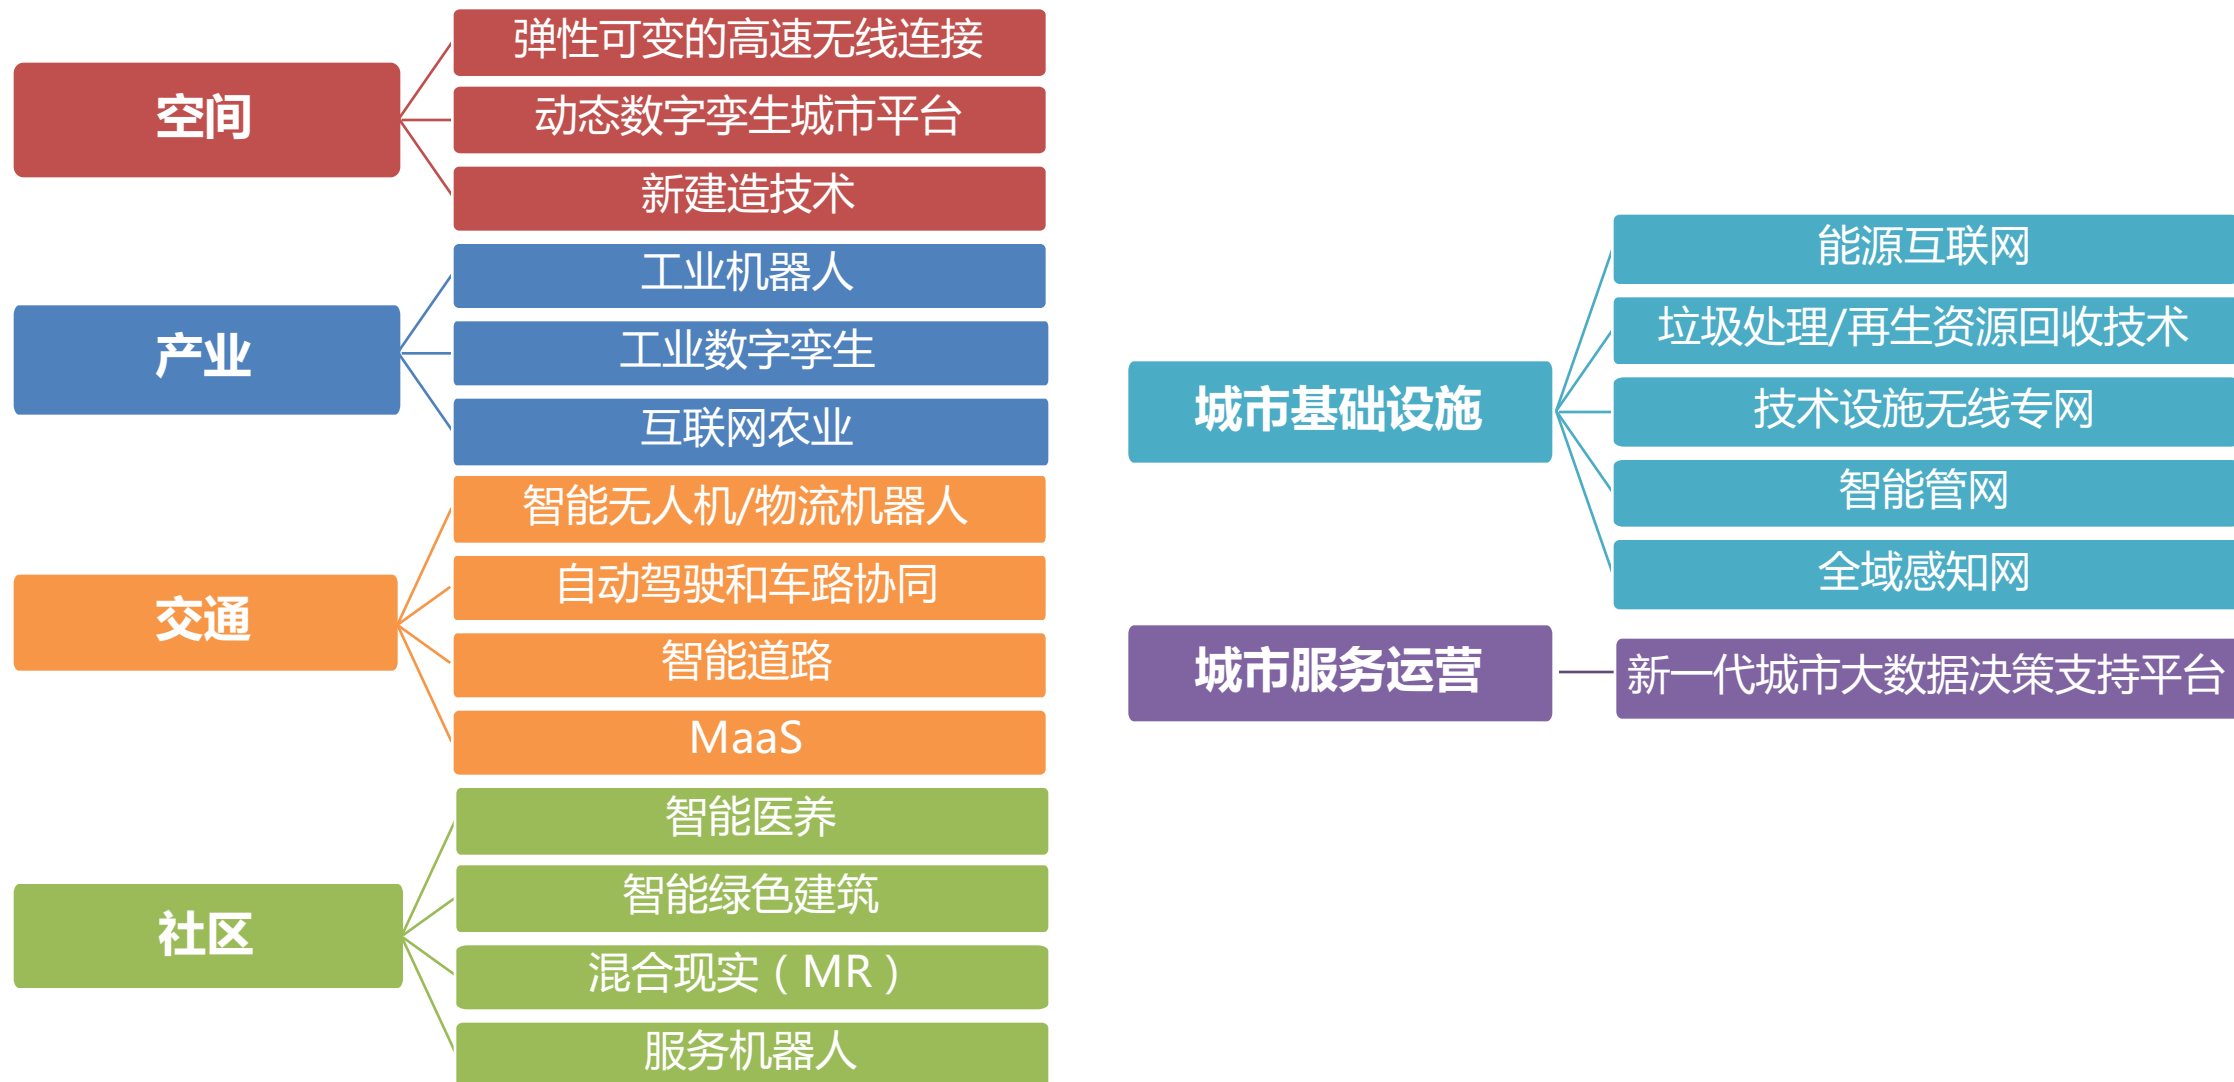 空间
弹性可变的高速无线连接
动态数字孪生城市平台
新建造技术
产业
工业机器人
工业数字孪生
互联网农业
交通
智能无人机/物流机器人
自动驾驶和车路协同
智能道路
MaaS
社区
智能医养
智能绿色建筑
混合现实（MR）
服务机器人
城市基础设施
能源互联网
垃圾处理/再生资源回收技术
技术设施无线专网
智能管网
全域感知网
城市服务运营
新一代城市大数据决策支持平台